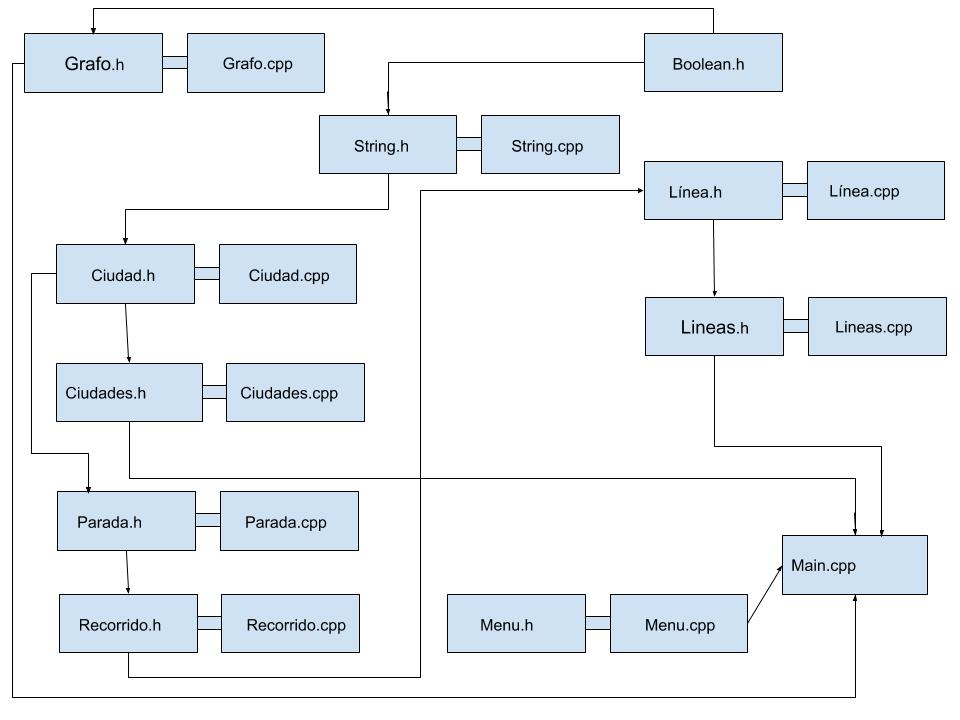 Grafo.h
Grafo.cpp
Boolean.h
String.h
String.cpp
Línea.h
Línea.cpp
Ciudad.h
Ciudad.cpp
Lineas.h
Lineas.cpp
Ciudades.h
Ciudades.cpp
Parada.h
Parada.cpp
Main.cpp
Recorrido.h
Recorrido.cpp
Menu.h
Menu.cpp